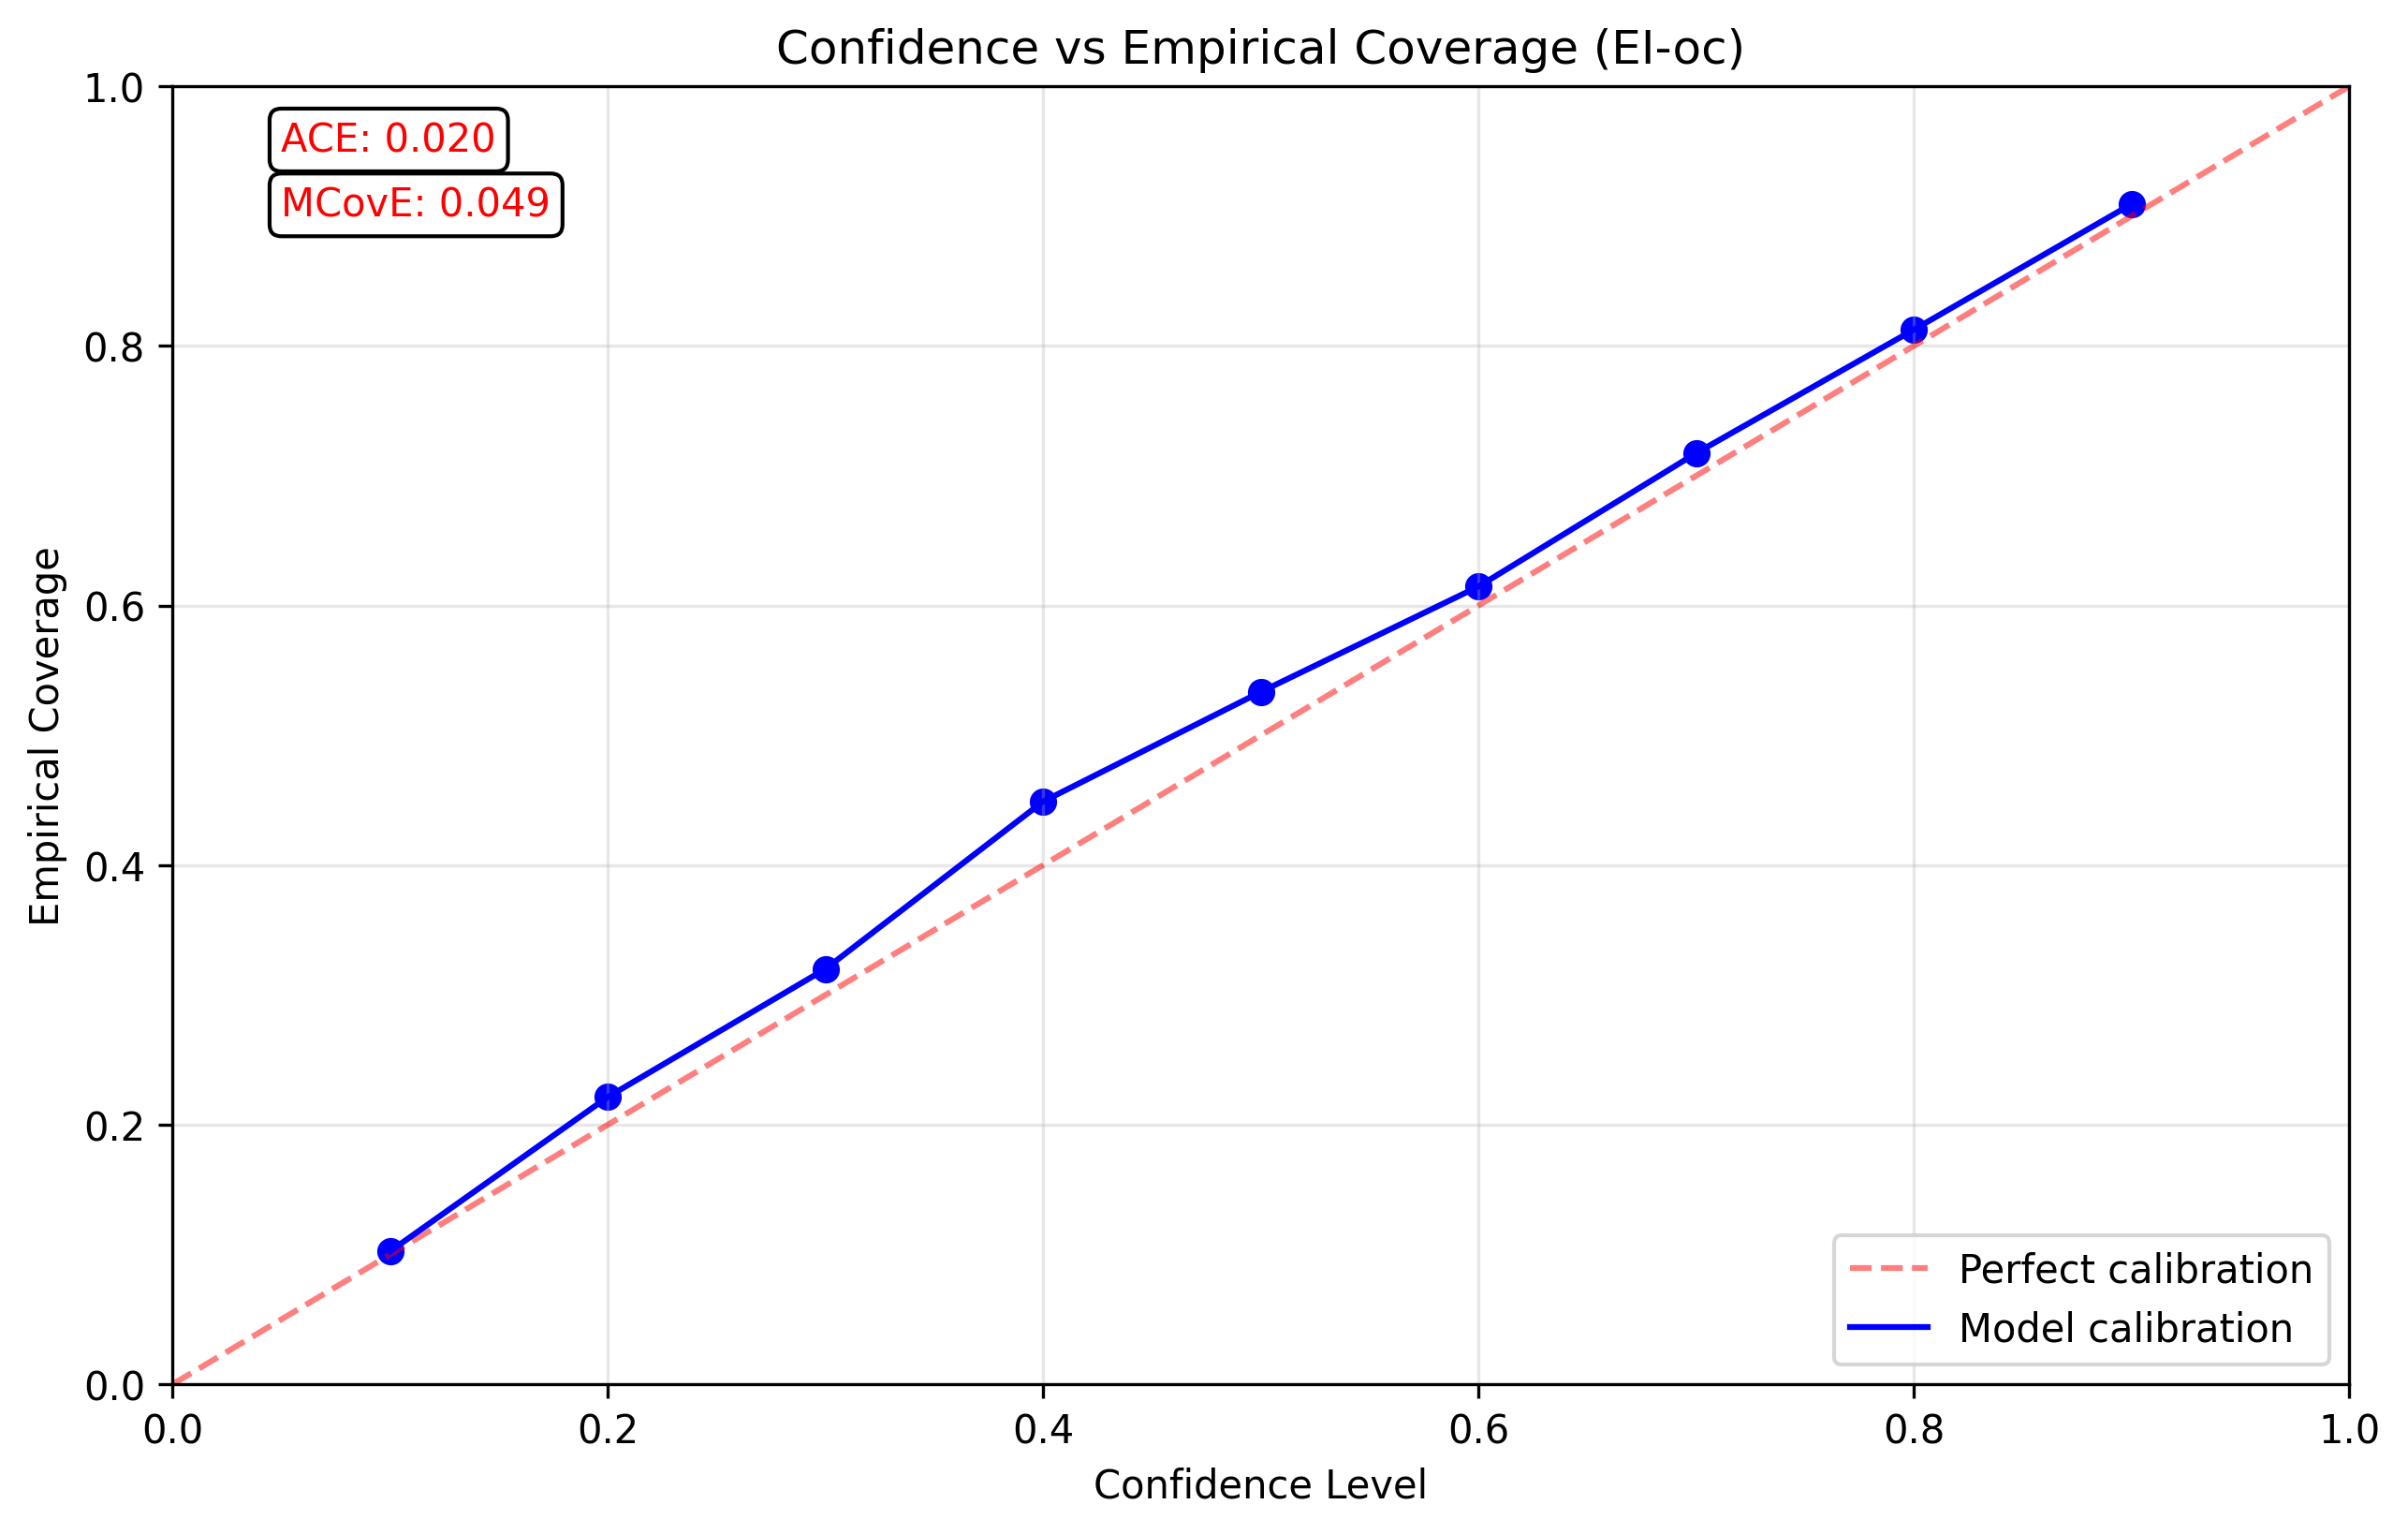 Confidence vs Empirical Coverage (EI-oc)
ACE: 0.020
MCovE: 0.049
1.0
0.8
0.6
0.4
0.2
0.0
Empirical Coverage
Perfect calibration
Model calibration
0.0 0.2 0.4 0.6 0.8 1.0
Confidence Level